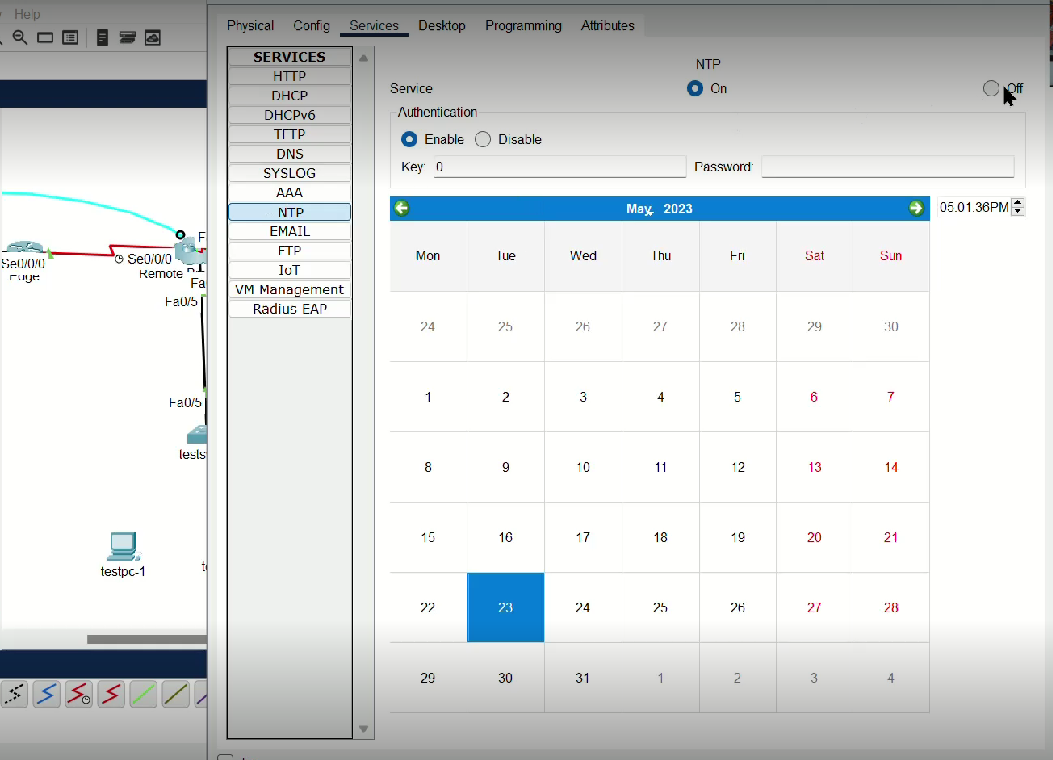 Help
Physical Config Services Desktop Programming Attributes
SERVICES
HTTP
DHCP
DHCPv6
TFTP
DNS
SYSLOG
AAA
NTP
EMAIL
FTP
IoT
VM Management
Radius EAP
NTP
Service On Off
Authentication
Enable Disable
Key: 0 Password:
May, 2023 05.01.36PM
Mon Tue Wed Thu Fri Sat Sun
24 25 26 27 28 29 30
1 2 3 4 5 6 7
8 9 10 11 12 13 14
15 16 17 18 19 20 21
22 23 24 25 26 27 28
29 30 31 1 2 3 4
Se0/0/0
Edge
Se0/0/0
Remote
Fa0/5
Fa0/5
testpc-1